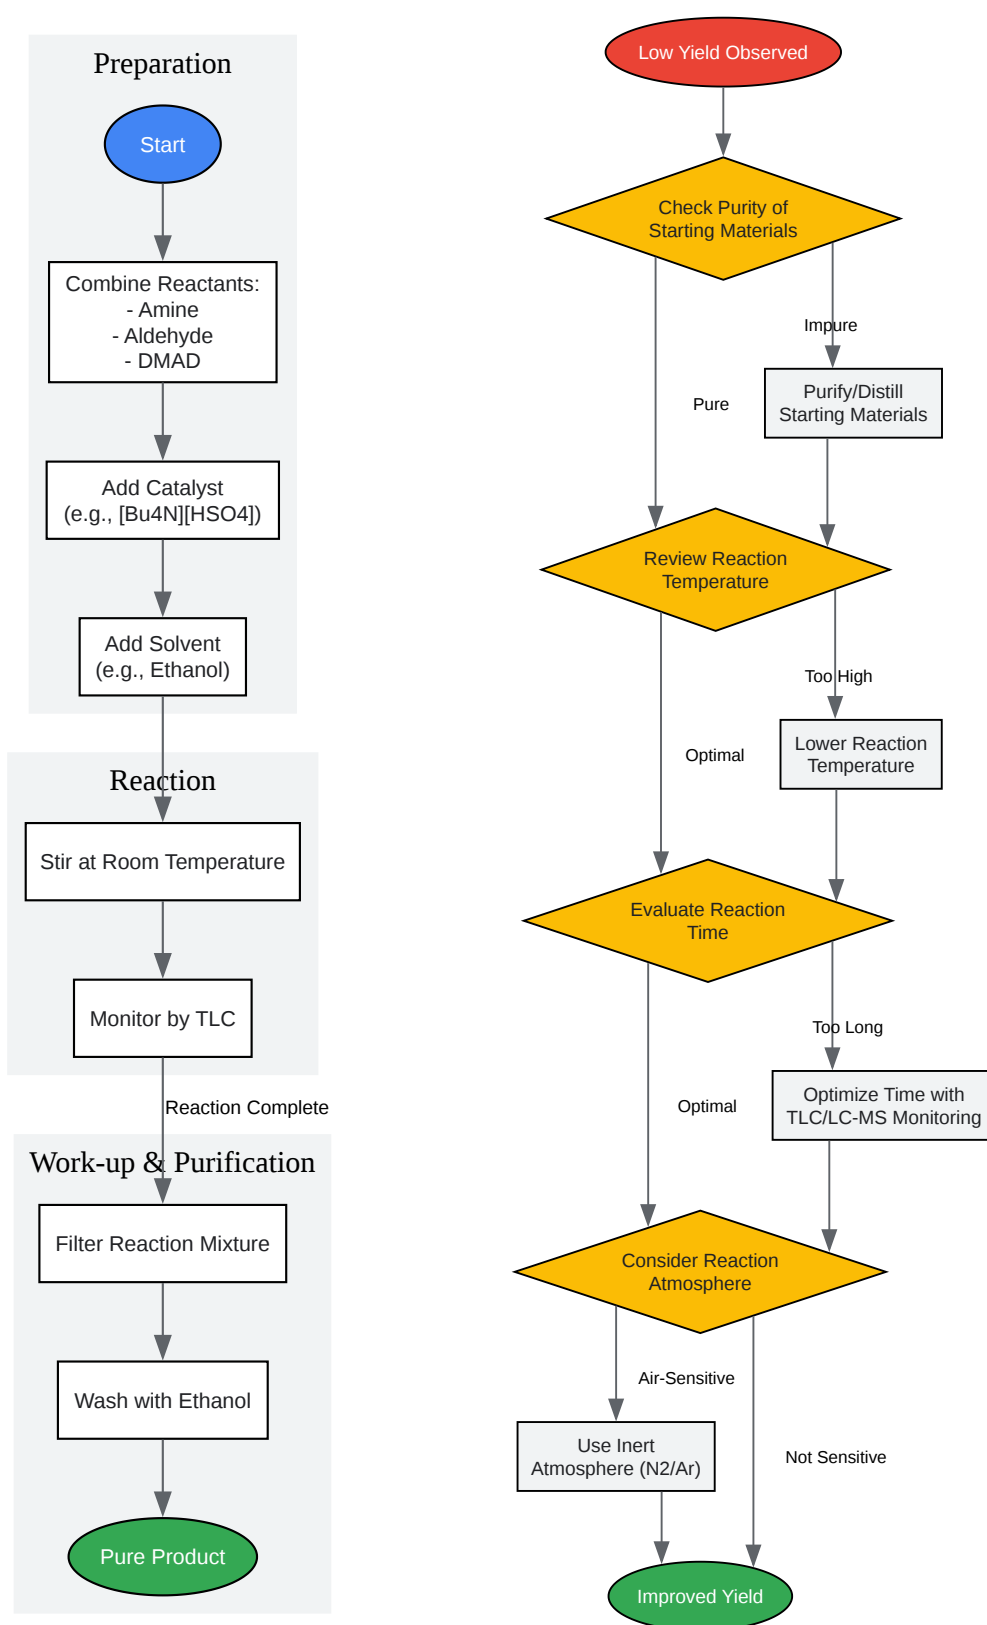 Preparation
Start
Combine Reactants:
- Amine
- Aldehyde
- DMAD
Add Catalyst
(e.g., [Bu4N][HSO4])
Add Solvent
(e.g., Ethanol)
Reaction
Stir at Room Temperature
Monitor by TLC
Reaction Complete
Work-up & Purification
Filter Reaction Mixture
Wash with Ethanol
Pure Product
Low Yield Observed
Check Purity of
Starting Materials
Impure
Pure
Purify/Distill
Starting Materials
Review Reaction
Temperature
Too High
Optimal
Lower Reaction
Temperature
Evaluate Reaction
Time
Too Long
Optimal
Optimize Time with
TLC/LC-MS Monitoring
Consider Reaction
Atmosphere
Air-Sensitive
Not Sensitive
Use Inert
Atmosphere (N2/Ar)
Improved Yield